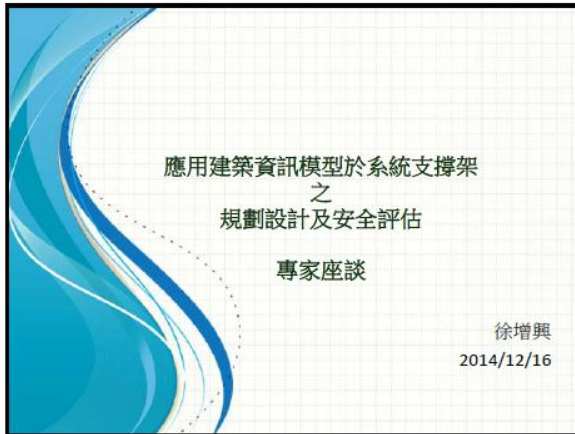 應用建築資訊模型於系統支撐架
之
規劃設計及安全評估
專家座談
徐增興
2014/12/16